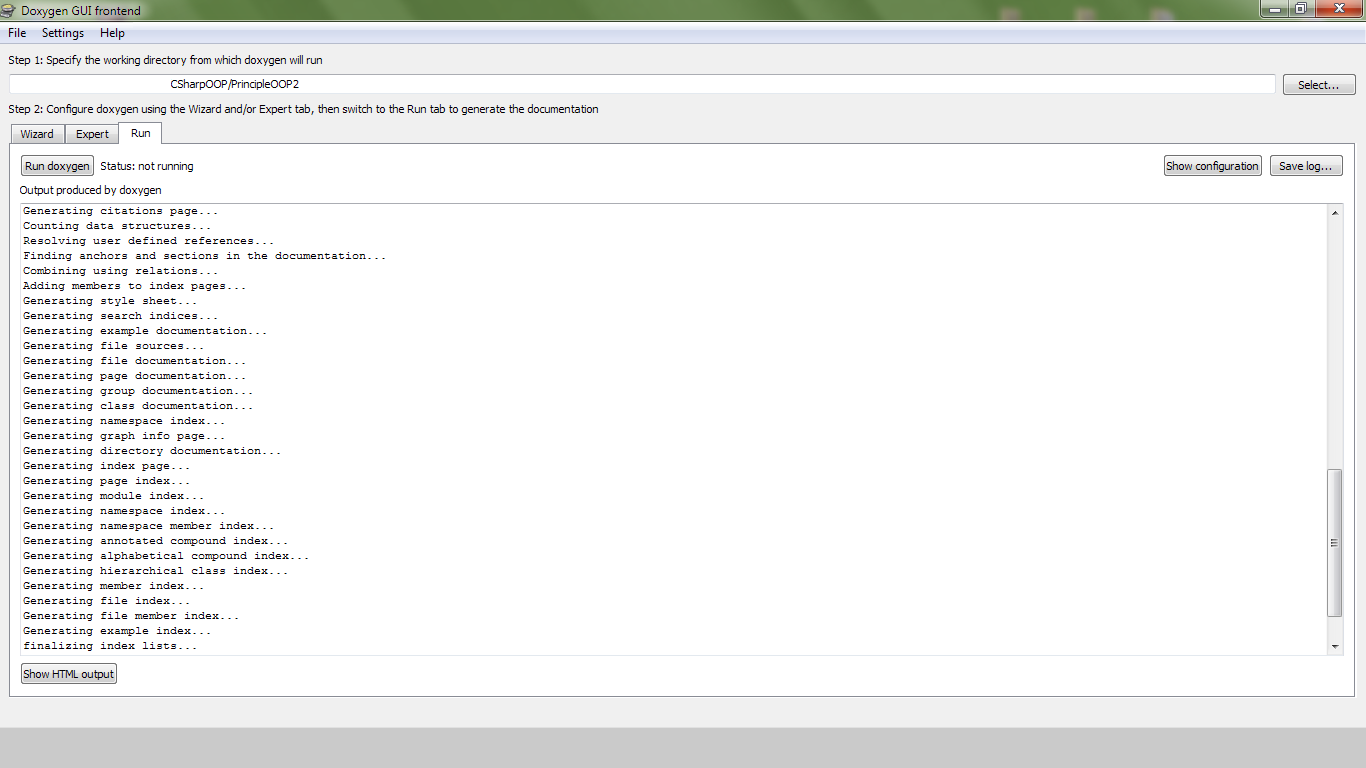 Doxygen GUI frontend
File Settings Help
Step 1: Specify the working directory from which doxygen will run
CSharpOOP/PrincipleOOP2
Select...
Step 2: Configure doxygen using the Wizard and/or Expert tab, then switch to the Run tab to generate the documentation
Wizard Expert Run
Run doxygen Status: not running Show configuration Save log...
Output produced by doxygen
Generating citations page...
Counting data structures...
Resolving user defined references...
Finding anchors and sections in the documentation...
Combining using relations...
Adding members to index pages...
Generating style sheet...
Generating search indices...
Generating example documentation...
Generating file sources...
Generating file documentation...
Generating page documentation...
Generating group documentation...
Generating class documentation...
Generating namespace index...
Generating graph info page...
Generating directory documentation...
Generating index page...
Generating page index...
Generating module index...
Generating namespace index...
Generating namespace member index...
Generating annotated compound index...
Generating alphabetical compound index...
Generating hierarchical class index...
Generating member index...
Generating file index...
Generating file member index...
Generating example index...
finalizing index lists...
Show HTML output